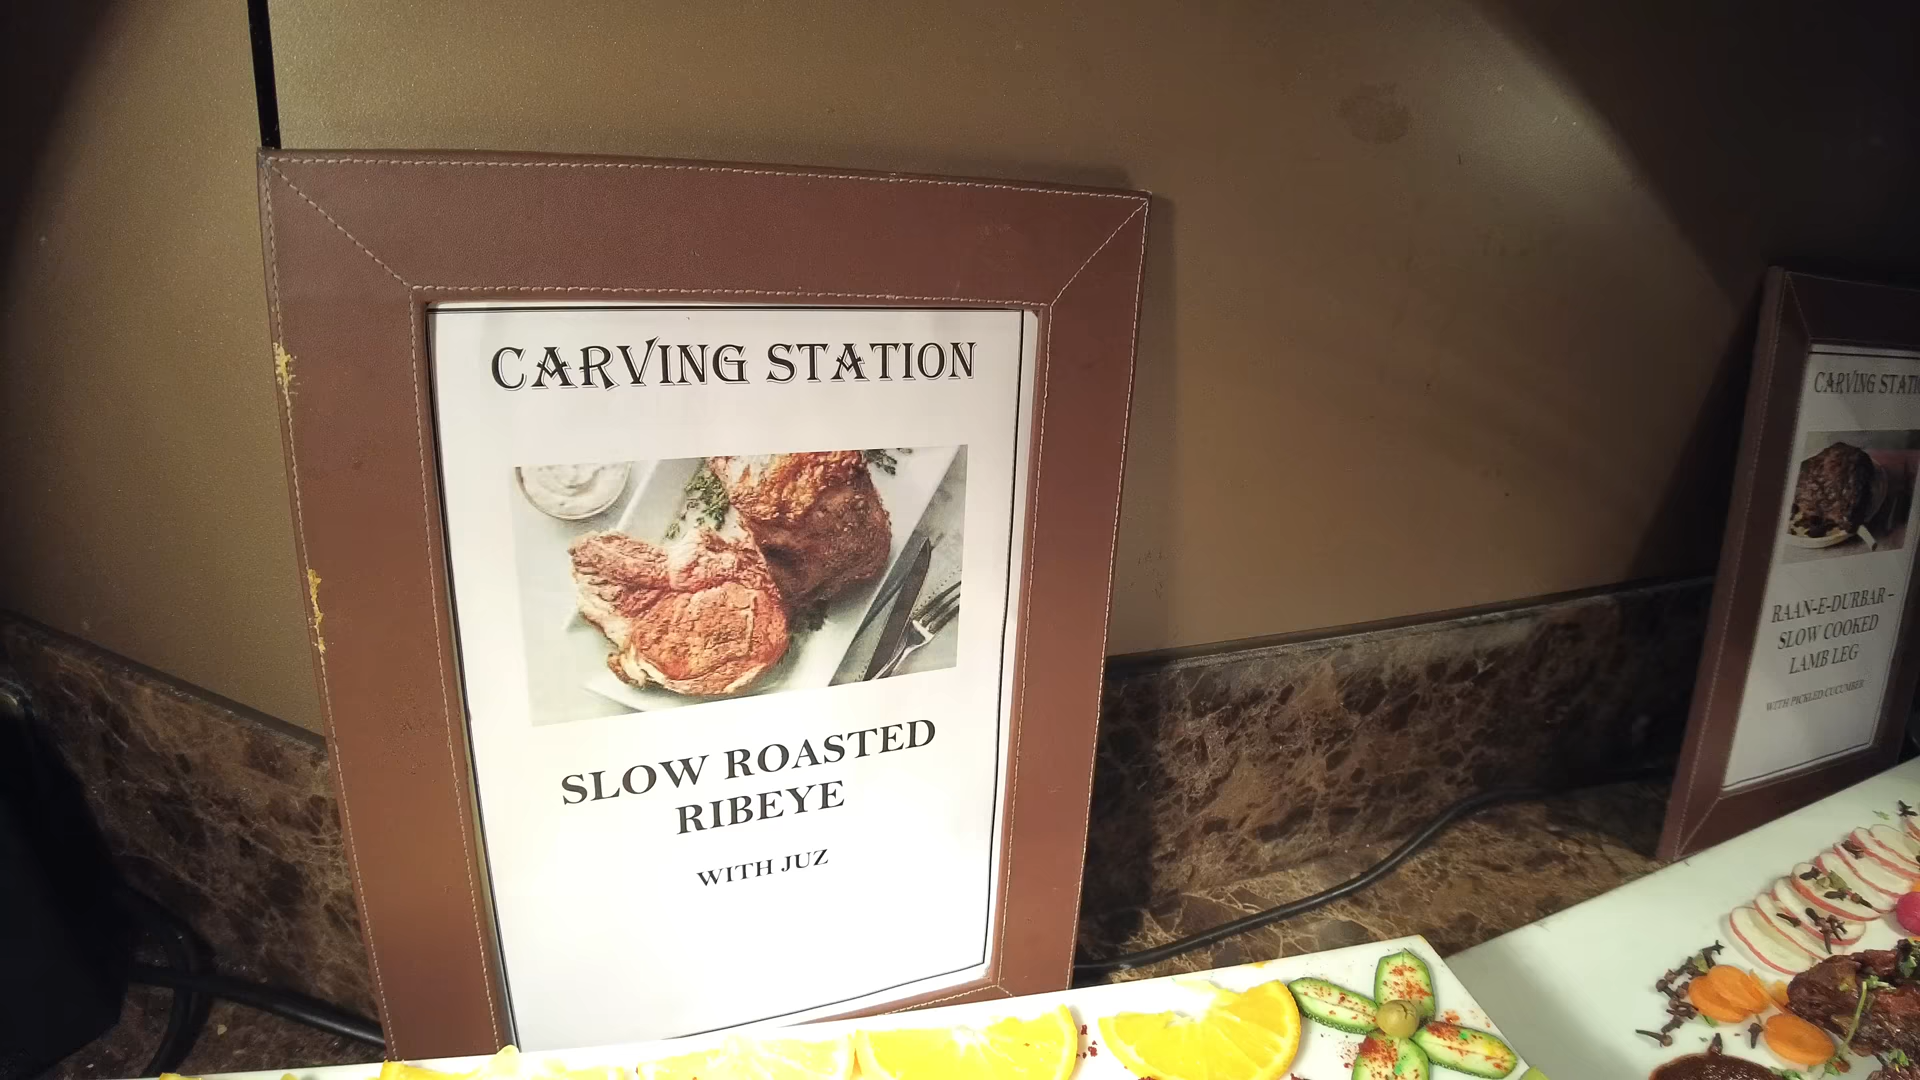 CARVING STATION
SLOW ROASTED
RIBEYE
WITH JUZ
CARVING STATI
RAAN-E-DURBAR –
SLOW COOKED
LAMB LEG
WITH PICKLED CUCUMBER